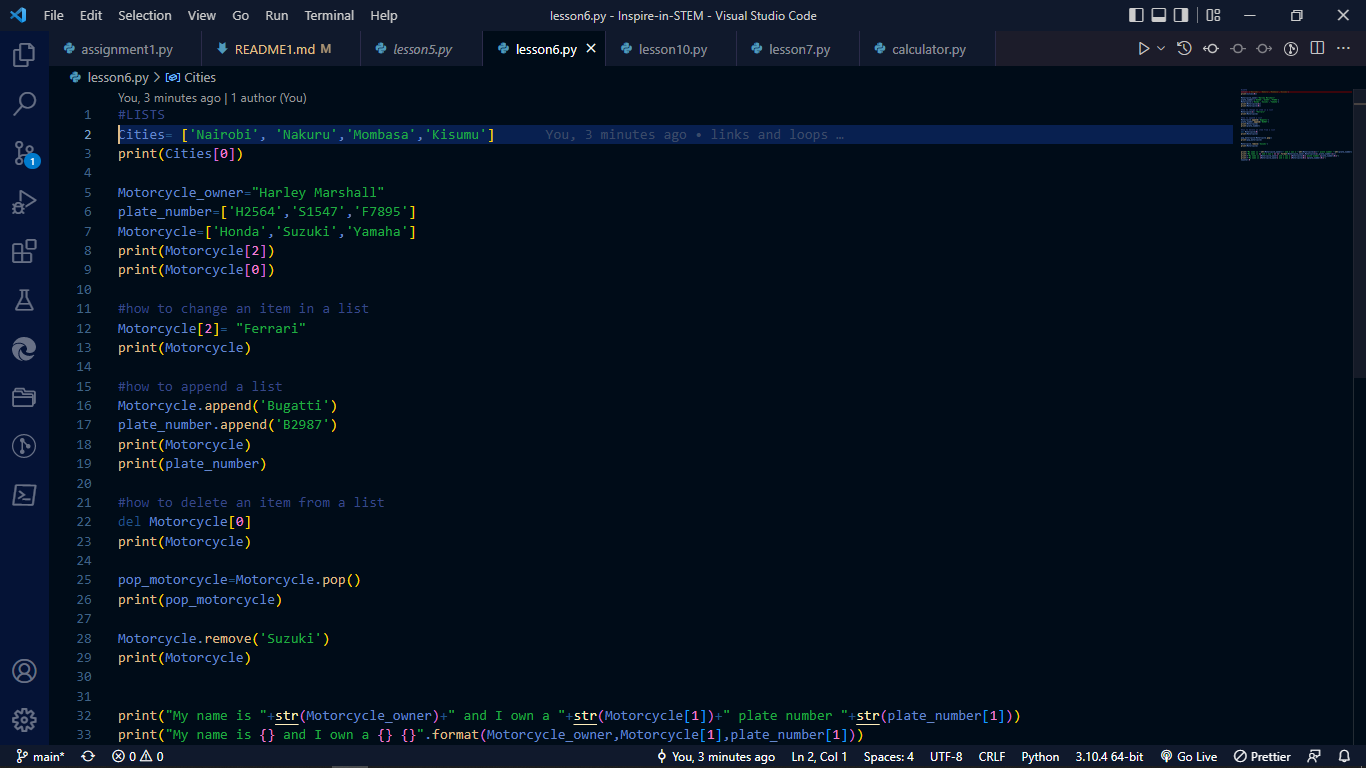 File Edit Selection View Go Run Terminal Help lesson6.py - Inspire-in-STEM - Visual Studio Code
assignment1.py README1.md M lesson5.py lesson6.py lesson10.py lesson7.py calculator.py
lesson6.py > Cities
You, 3 minutes ago | 1 author (You)
1 #LISTS
2 Cities= ['Nairobi', 'Nakuru','Mombasa','Kisumu'] You, 3 minutes ago • links and loops …
3 print(Cities[0])
4
5 Motorcycle_owner="Harley Marshall"
6 plate_number=['H2564','S1547','F7895']
7 Motorcycle=['Honda','Suzuki','Yamaha']
8 print(Motorcycle[2])
9 print(Motorcycle[0])
10
11 #how to change an item in a list
12 Motorcycle[2]= "Ferrari"
13 print(Motorcycle)
14
15 #how to append a list
16 Motorcycle.append('Bugatti')
17 plate_number.append('B2987')
18 print(Motorcycle)
19 print(plate_number)
20
21 #how to delete an item from a list
22 del Motorcycle[0]
23 print(Motorcycle)
24
25 pop_motorcycle=Motorcycle.pop()
26 print(pop_motorcycle)
27
28 Motorcycle.remove('Suzuki')
29 print(Motorcycle)
30
31
32 print("My name is "+str(Motorcycle_owner)+" and I own a "+str(Motorcycle[1])+" plate number "+str(plate_number[1]))
33 print("My name is {} and I own a {} {}".format(Motorcycle_owner,Motorcycle[1],plate_number[1]))
1
main* 0 0 You, 3 minutes ago Ln 2, Col 1 Spaces: 4 UTF-8 CRLF Python 3.10.4 64-bit Go Live Prettier